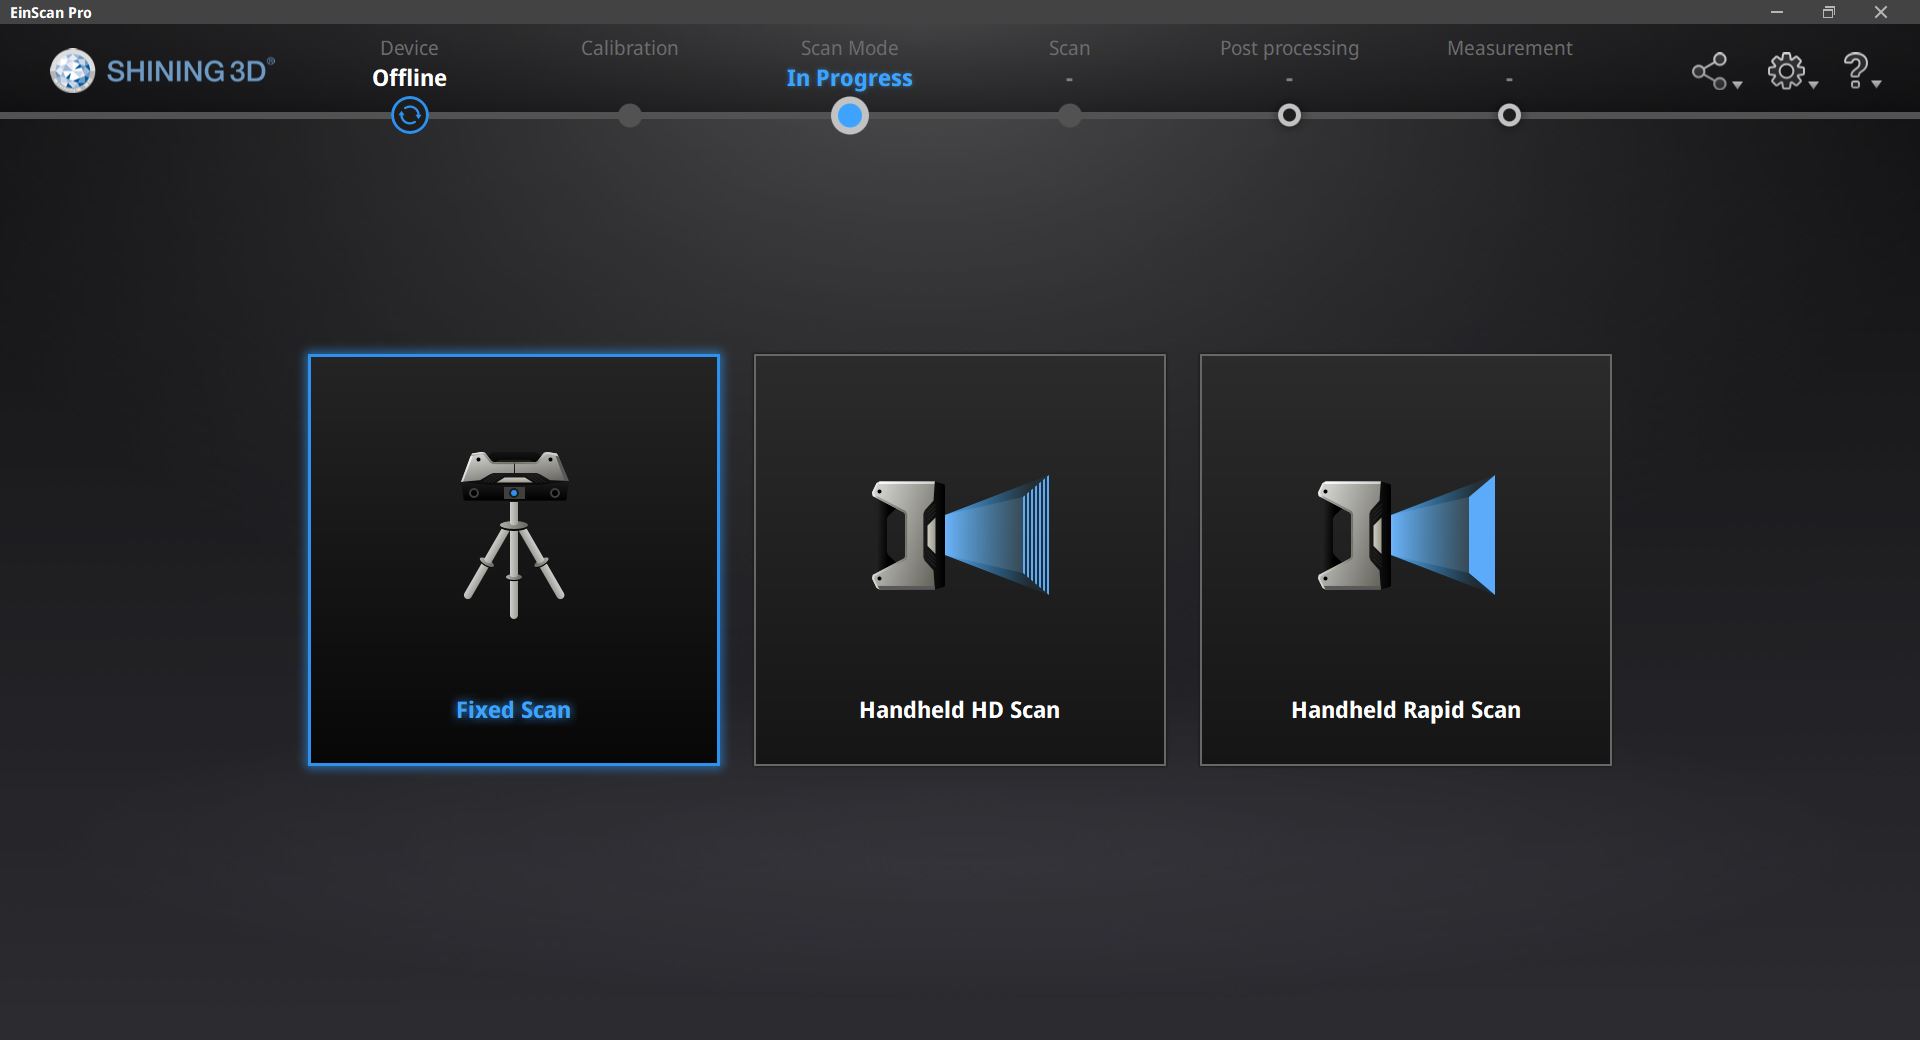 EinScan Pro
SHINING 3D®
Device
Offline
Calibration
Scan Mode
In Progress
Scan
-
Post processing
-
Measurement
-
?
Fixed Scan
Handheld HD Scan
Handheld Rapid Scan